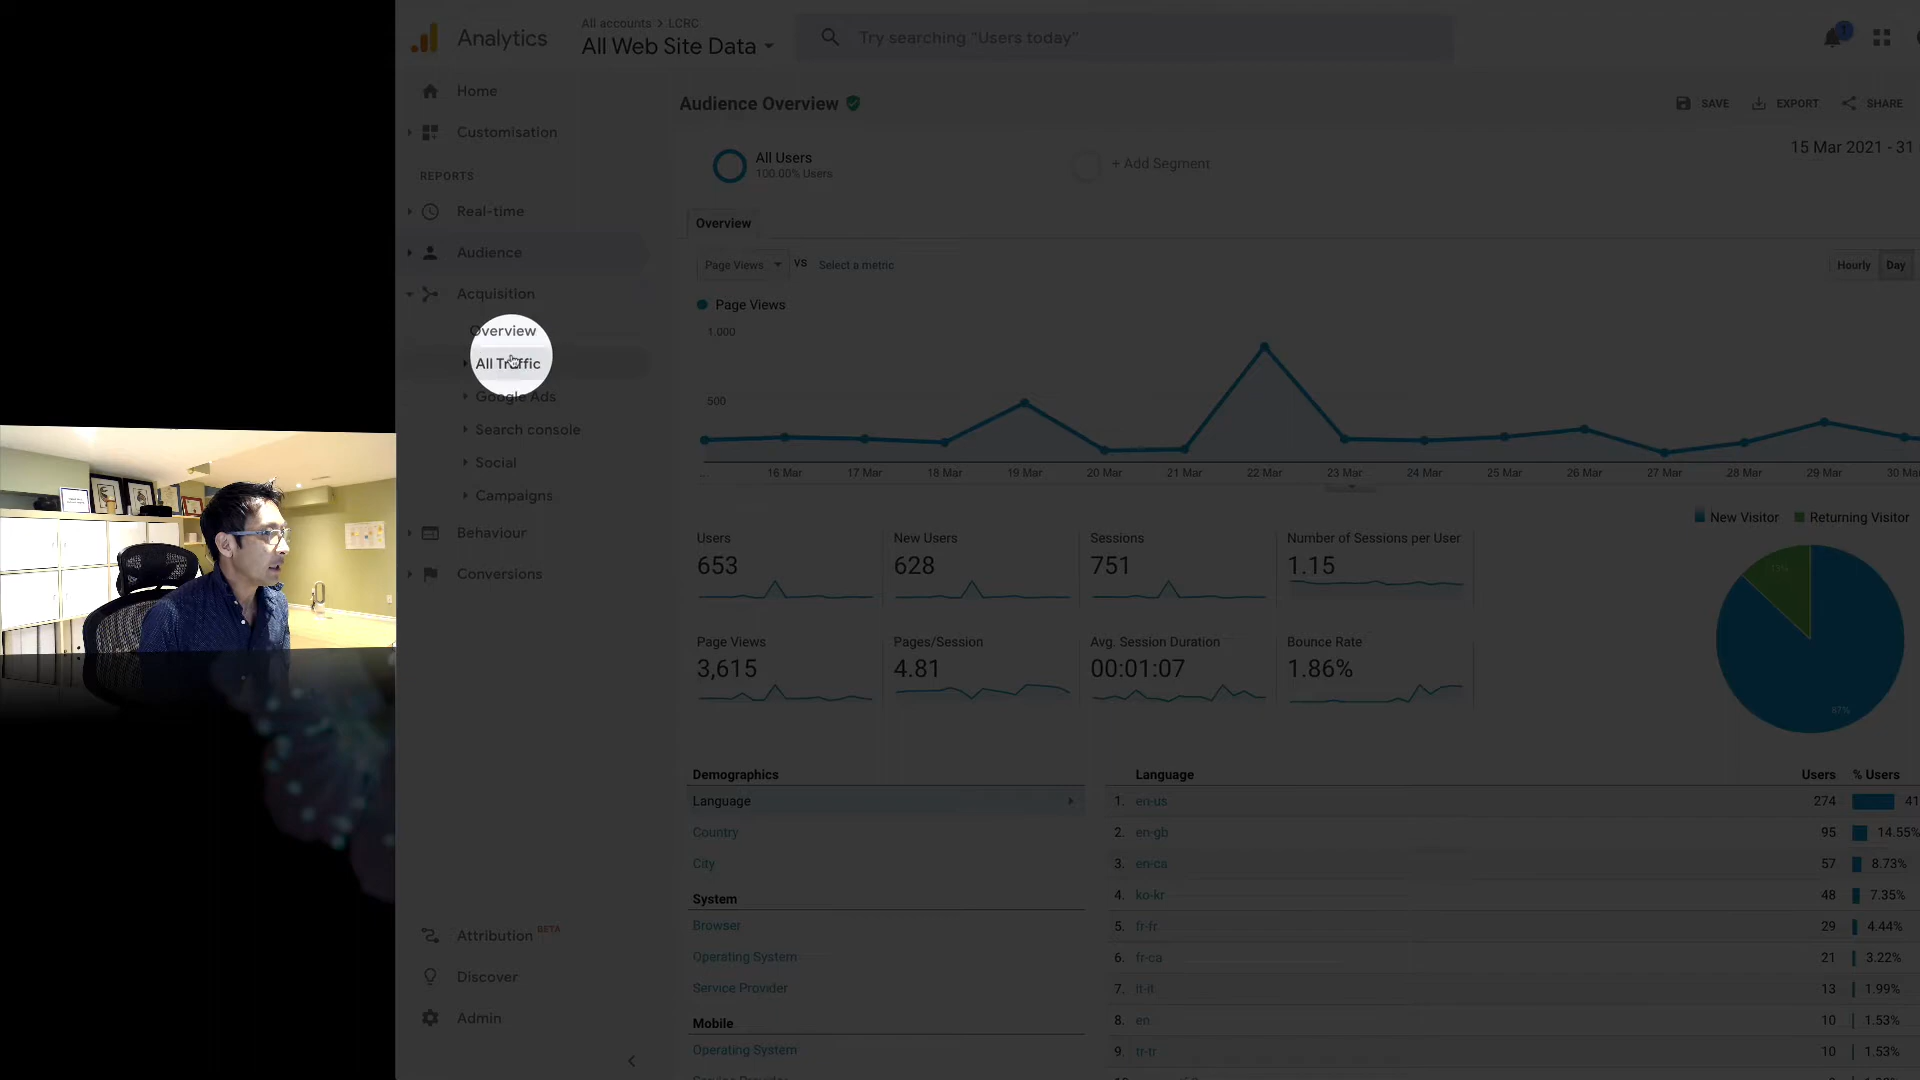 Analytics
All accounts > LCRC
All Web Site Data
Try searching "Users today"
1
Home
Customisation
REPORTS
Real-time
Audience
Acquisition
Overview
All Traffic
Google Ads
Search console
Social
Campaigns
Behaviour
Conversions
Attribution BETA
Discover
Admin
Audience Overview
SAVE
EXPORT
SHARE
15 Mar 2021 - 31
All Users
100.00% Users
+ Add Segment
Overview
Page Views
VS
Select a metric
Hourly
Day
Page Views
1,000
500
...
16 Mar
17 Mar
18 Mar
19 Mar
20 Mar
21 Mar
22 Mar
23 Mar
24 Mar
25 Mar
26 Mar
27 Mar
28 Mar
29 Mar
30 Mar
New Visitor
Returning Visitor
Users
653
New Users
628
Sessions
751
Number of Sessions per User
1.15
Page Views
3,615
Pages/Session
4.81
Avg. Session Duration
00:01:07
Bounce Rate
1.86%
13%
87%
Demographics
Language
Country
City
System
Browser
Operating System
Service Provider
Mobile
Operating System
Service Provider
Language
Users
% Users
1. en-us 274 41
2. en-gb 95 14.55%
3. en-ca 57 8.73%
4. ko-kr 48 7.35%
5. fr-fr 29 4.44%
6. fr-ca 21 3.22%
7. it-it 13 1.99%
8. en 10 1.53%
9. tr-tr 10 1.53%